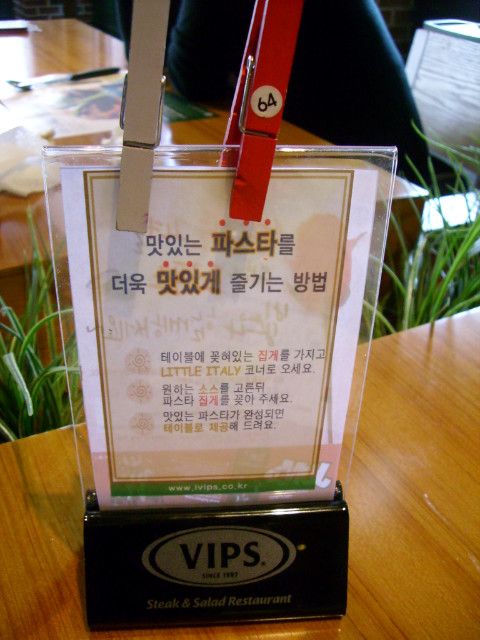 64
맛있는 파스타를
더욱 맛있게 즐기는 방법
테이블에 꽂혀있는 집게를 가지고
LITTLE ITALY 코너로 오세요.
원하는 소스를 고른뒤
파스타 집게를 꽂아 주세요.
맛있는 파스타가 완성되면
테이블로 제공해 드려요.
www.ivips.co.kr
VIPS
SINCE 1997
Steak & Salad Restaurant